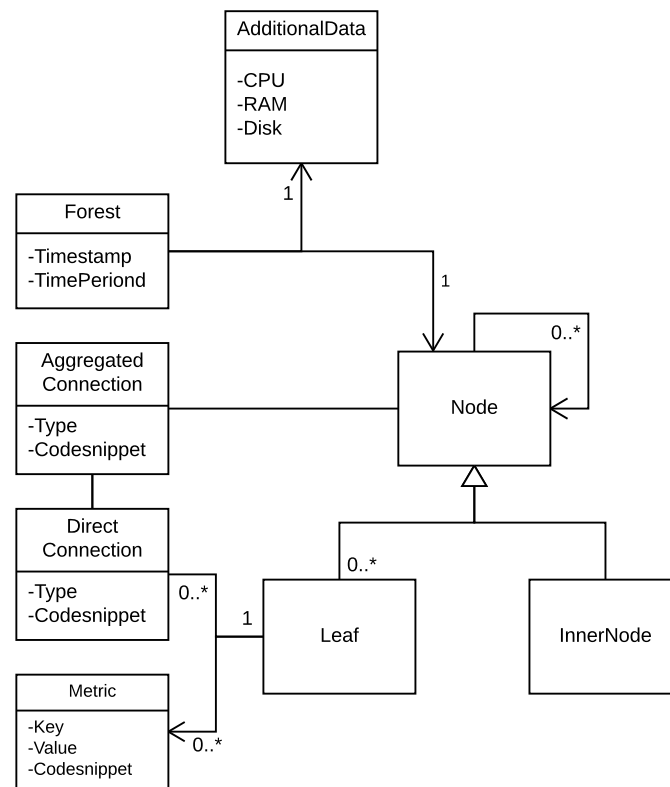 AdditionalData
-CPU
-RAM
-Disk
1
Forest
-Timestamp
-TimePeriond
1
0..*
Aggregated
Connection
-Type
-Codesnippet
Node
Direct
Connection
-Type
-Codesnippet
0..*
0..*
1
Leaf
InnerNode
Metric
-Key
-Value
-Codesnippet
0..*